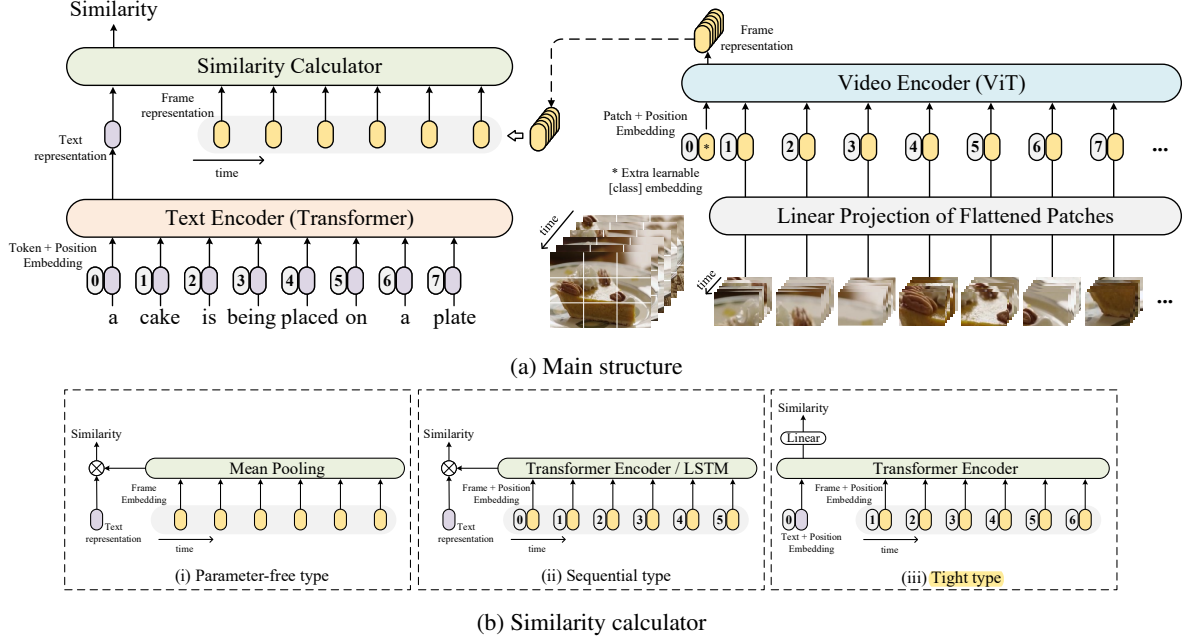 Similarity
Similarity Calculator
Frame
representation
Text
representation
time
Text Encoder (Transformer)
Token + Position
Embedding
0 1 2 3 4 5 6 7
a cake is being placed on a plate
Frame
representation
Video Encoder (ViT)
Patch + Position
Embedding
0 * 1 2 3 4 5 6 7 ...
* Extra learnable
[class] embedding
Linear Projection of Flattened Patches
time
time
...
(a) Main structure
Similarity
Mean Pooling
Frame
Embedding
Text
representation
time
(i) Parameter-free type
Similarity
Transformer Encoder / LSTM
Frame + Position
Embedding
0 1 2 3 4 5
Text
representation
time
(ii) Sequential type
Similarity
Linear
Transformer Encoder
Frame + Position
Embedding
0 1 2 3 4 5 6
Text + Position
Embedding
time
(iii) Tight type
(b) Similarity calculator